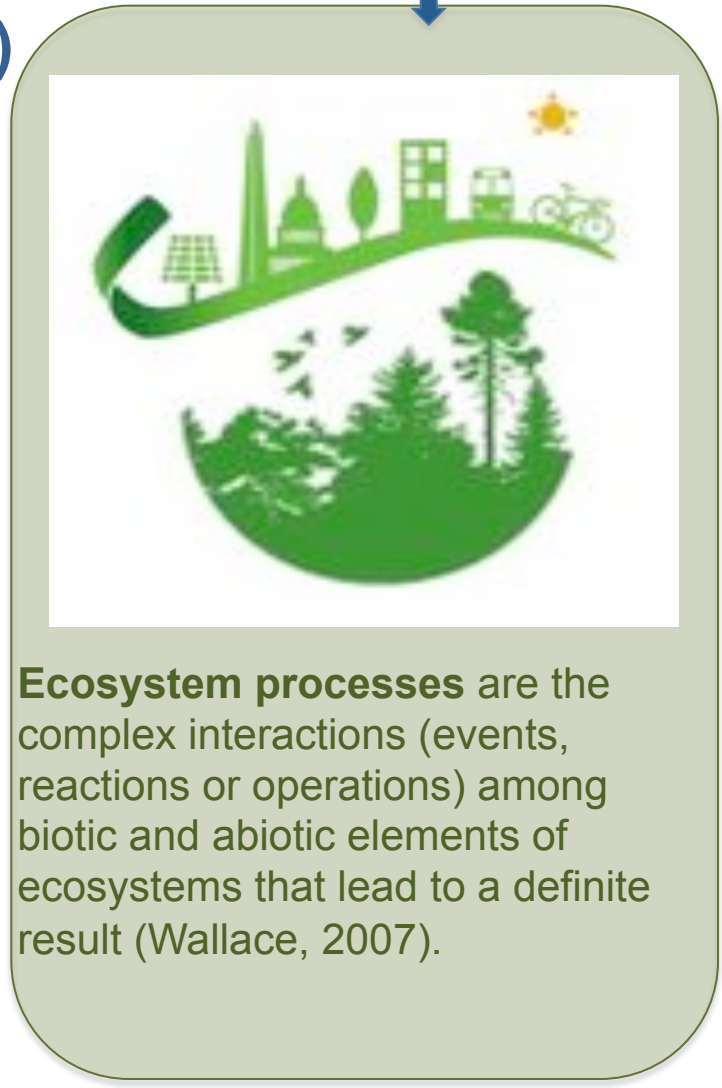 )
Ecosystem processes are the
complex interactions (events,
reactions or operations) among
biotic and abiotic elements of
ecosystems that lead to a definite
result (Wallace, 2007).